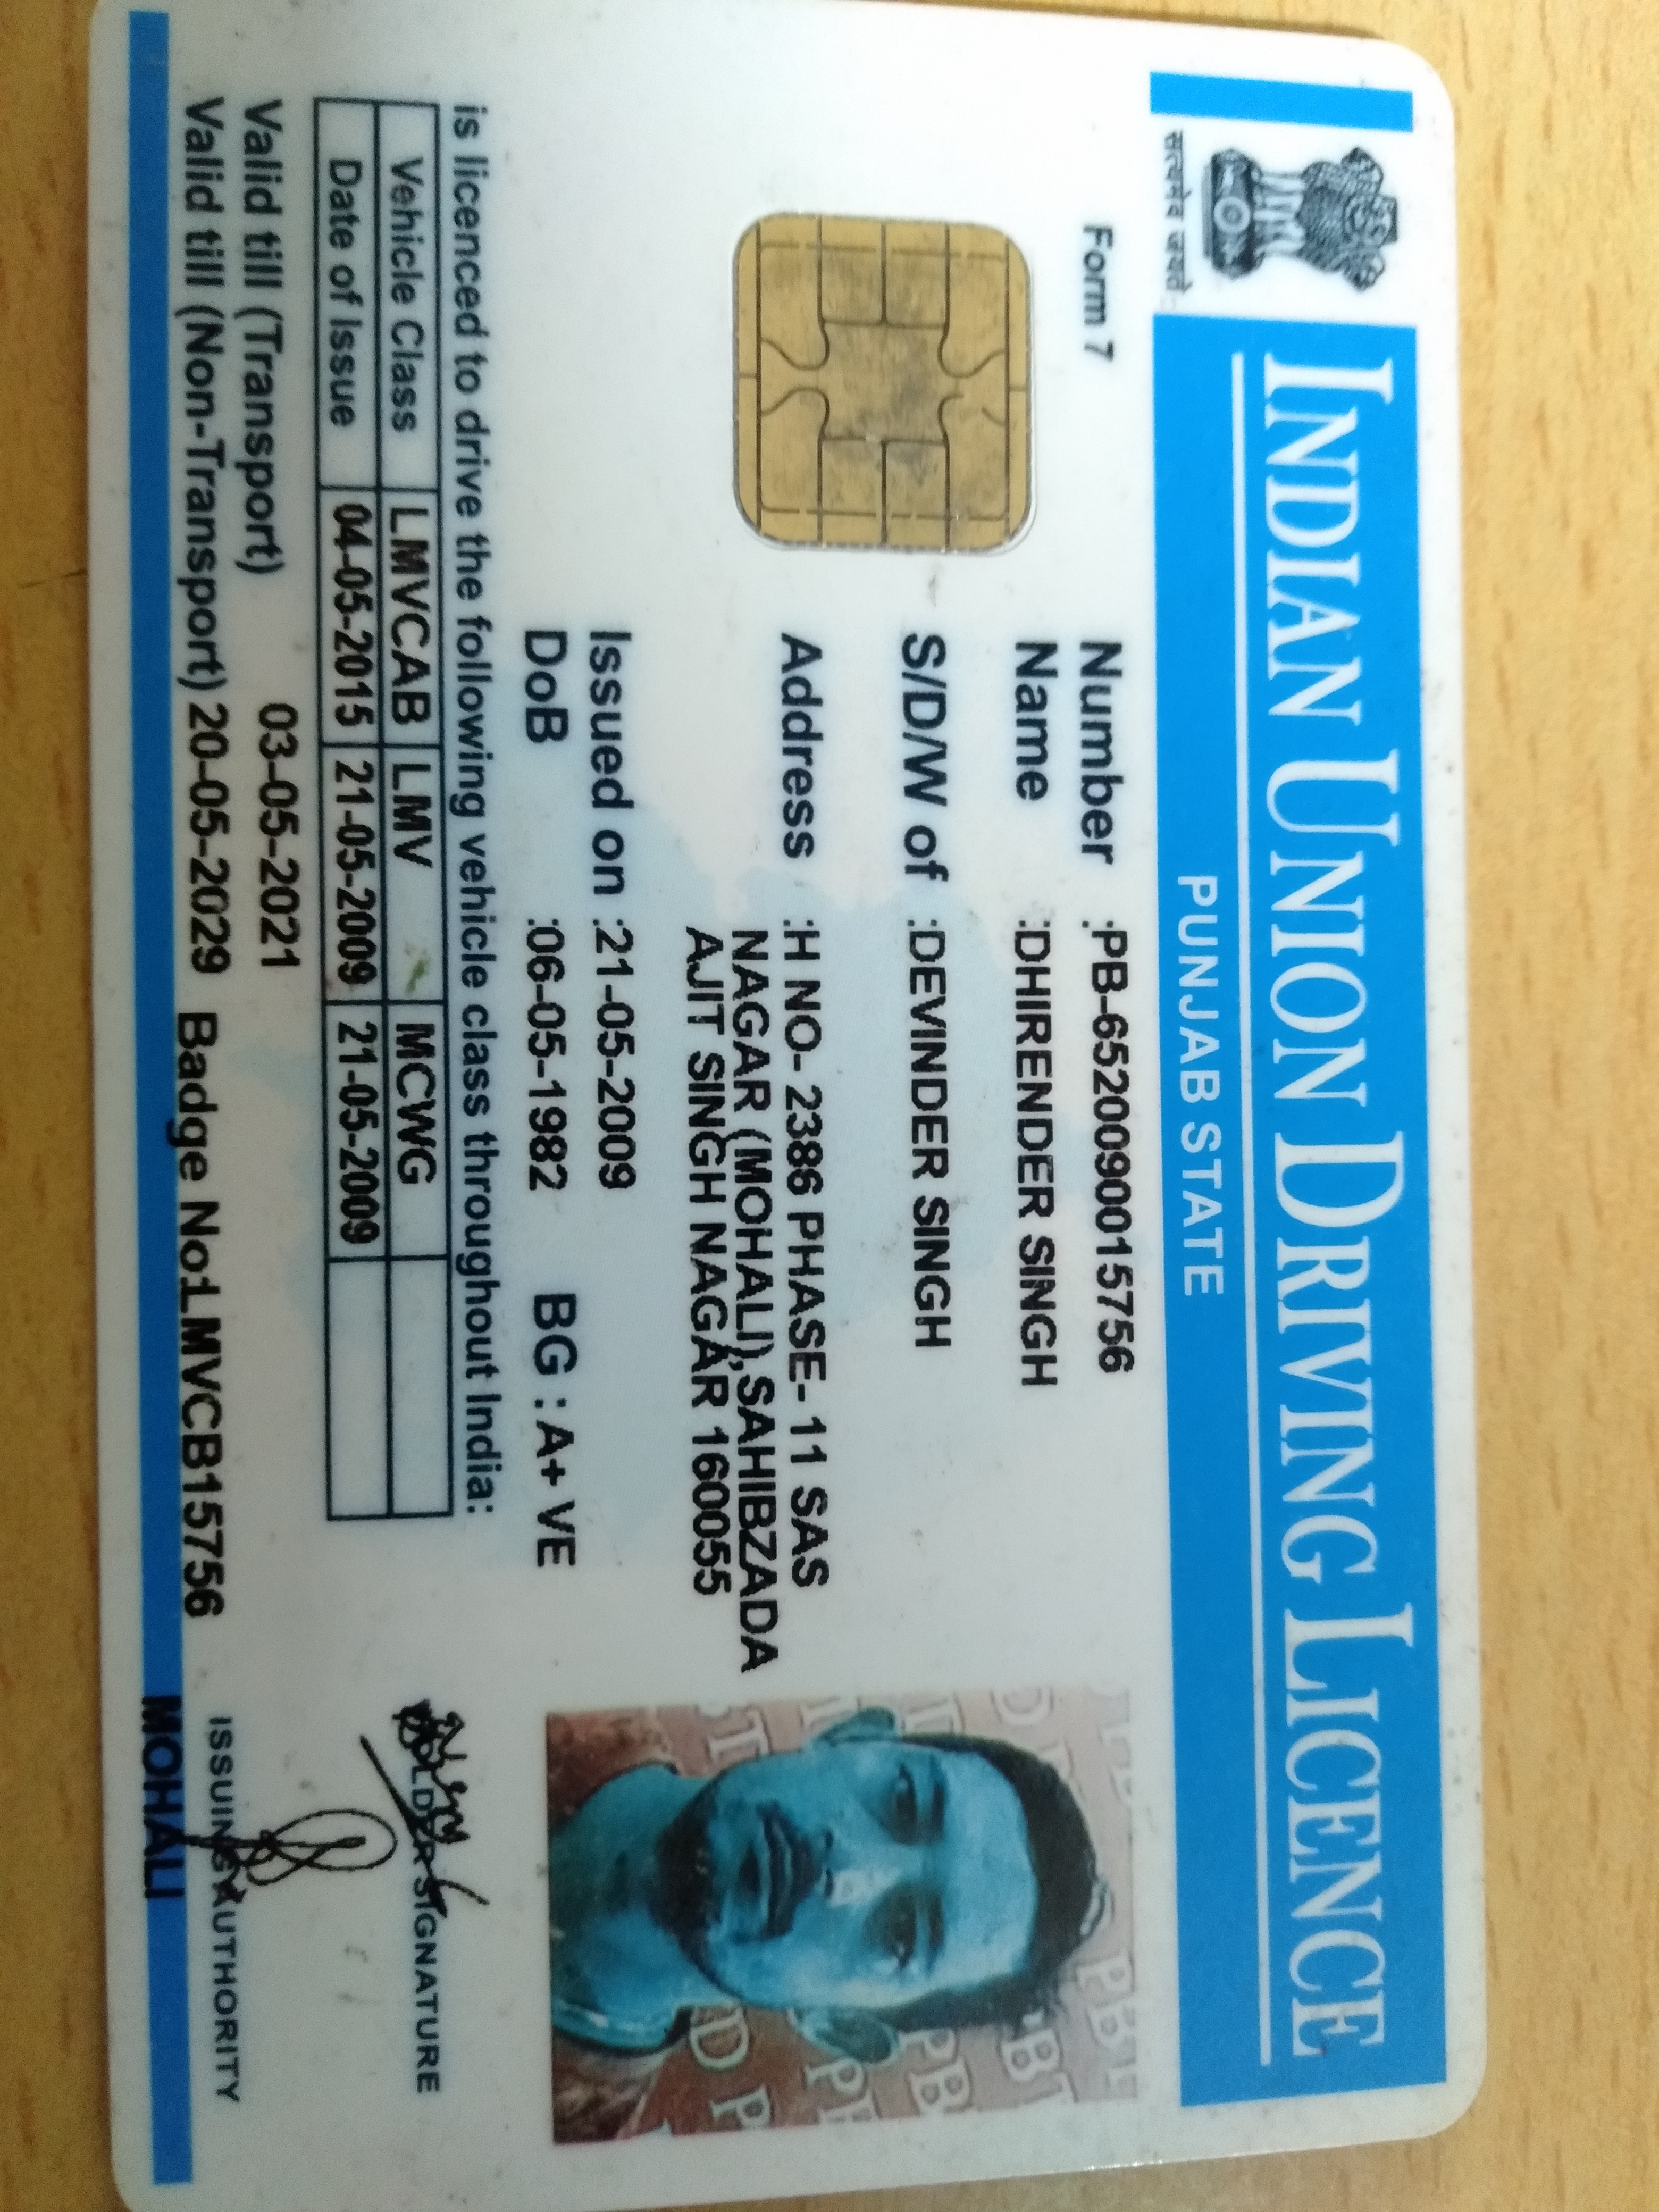 INDIAN UNION DRIVING LICENCE
PUNJAB STATE
सत्यमेव जयते
Form 7
Number :PB-6520090015756
Name :DHIRENDER SINGH
S/D/W of :DEVINDER SINGH
Address :H NO- 2386 PHASE- 11 SAS
NAGAR (MOHALI),SAHIBZADA
AJIT SINGH NAGAR 160055
Issued on :21-05-2009
DoB :06-05-1982 BG : A+ VE
is licenced to drive the following vehicle class throughout India:
Vehicle Class LMVCAB LMV MCWG
Date of Issue 04-05-2015 21-05-2009 21-05-2009
Valid till (Transport) 03-05-2021
Valid till (Non-Transport) 20-05-2029 Badge No:LMVCB15756
HOLDER SIGNATURE
ISSUING AUTHORITY
MOHALI